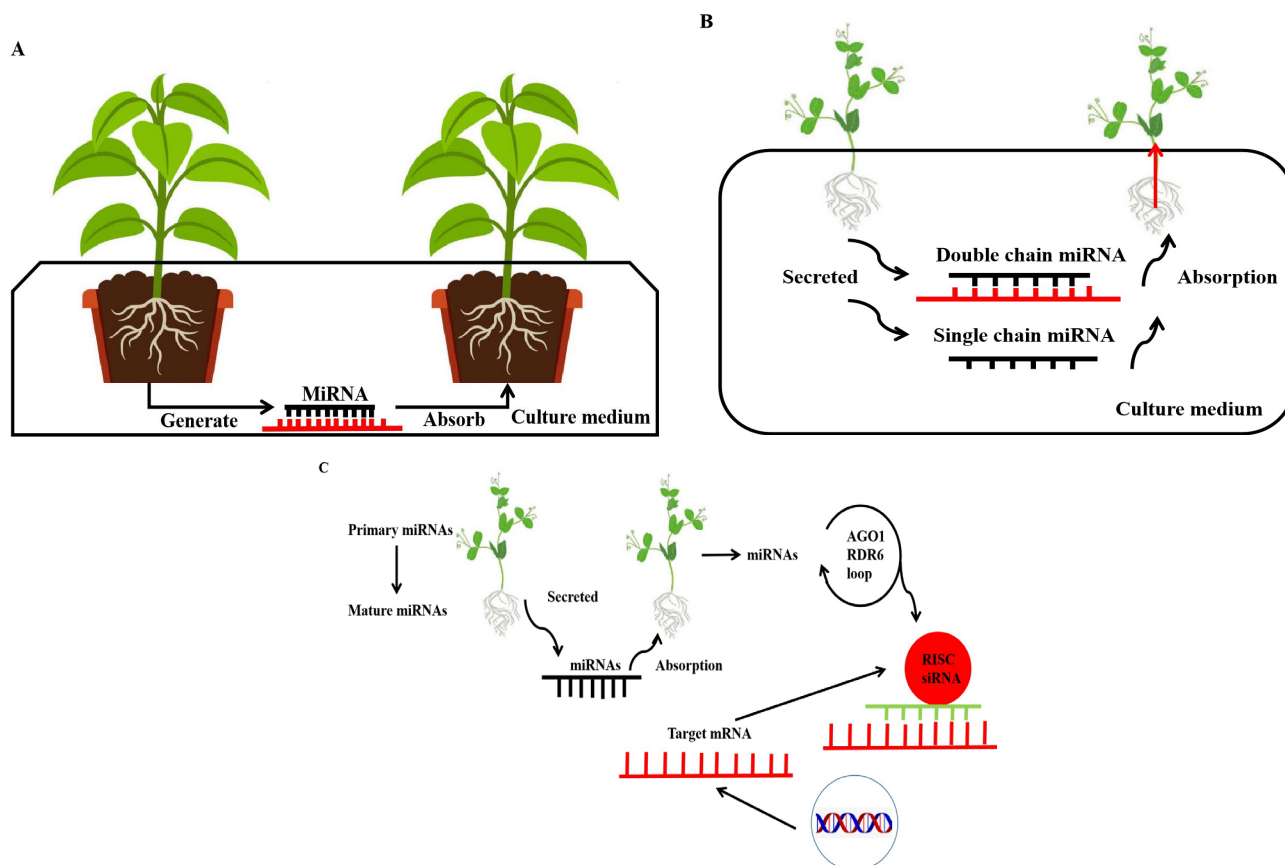 A
MiRNA
Generate
Absorb
Culture medium
B
Secreted
Double chain miRNA
Absorption
Single chain miRNA
Culture medium
C
Primary miRNAs
Mature miRNAs
Secreted
miRNAs
Absorption
miRNAs
AGO1
RDR6
loop
RISC
siRNA
Target mRNA